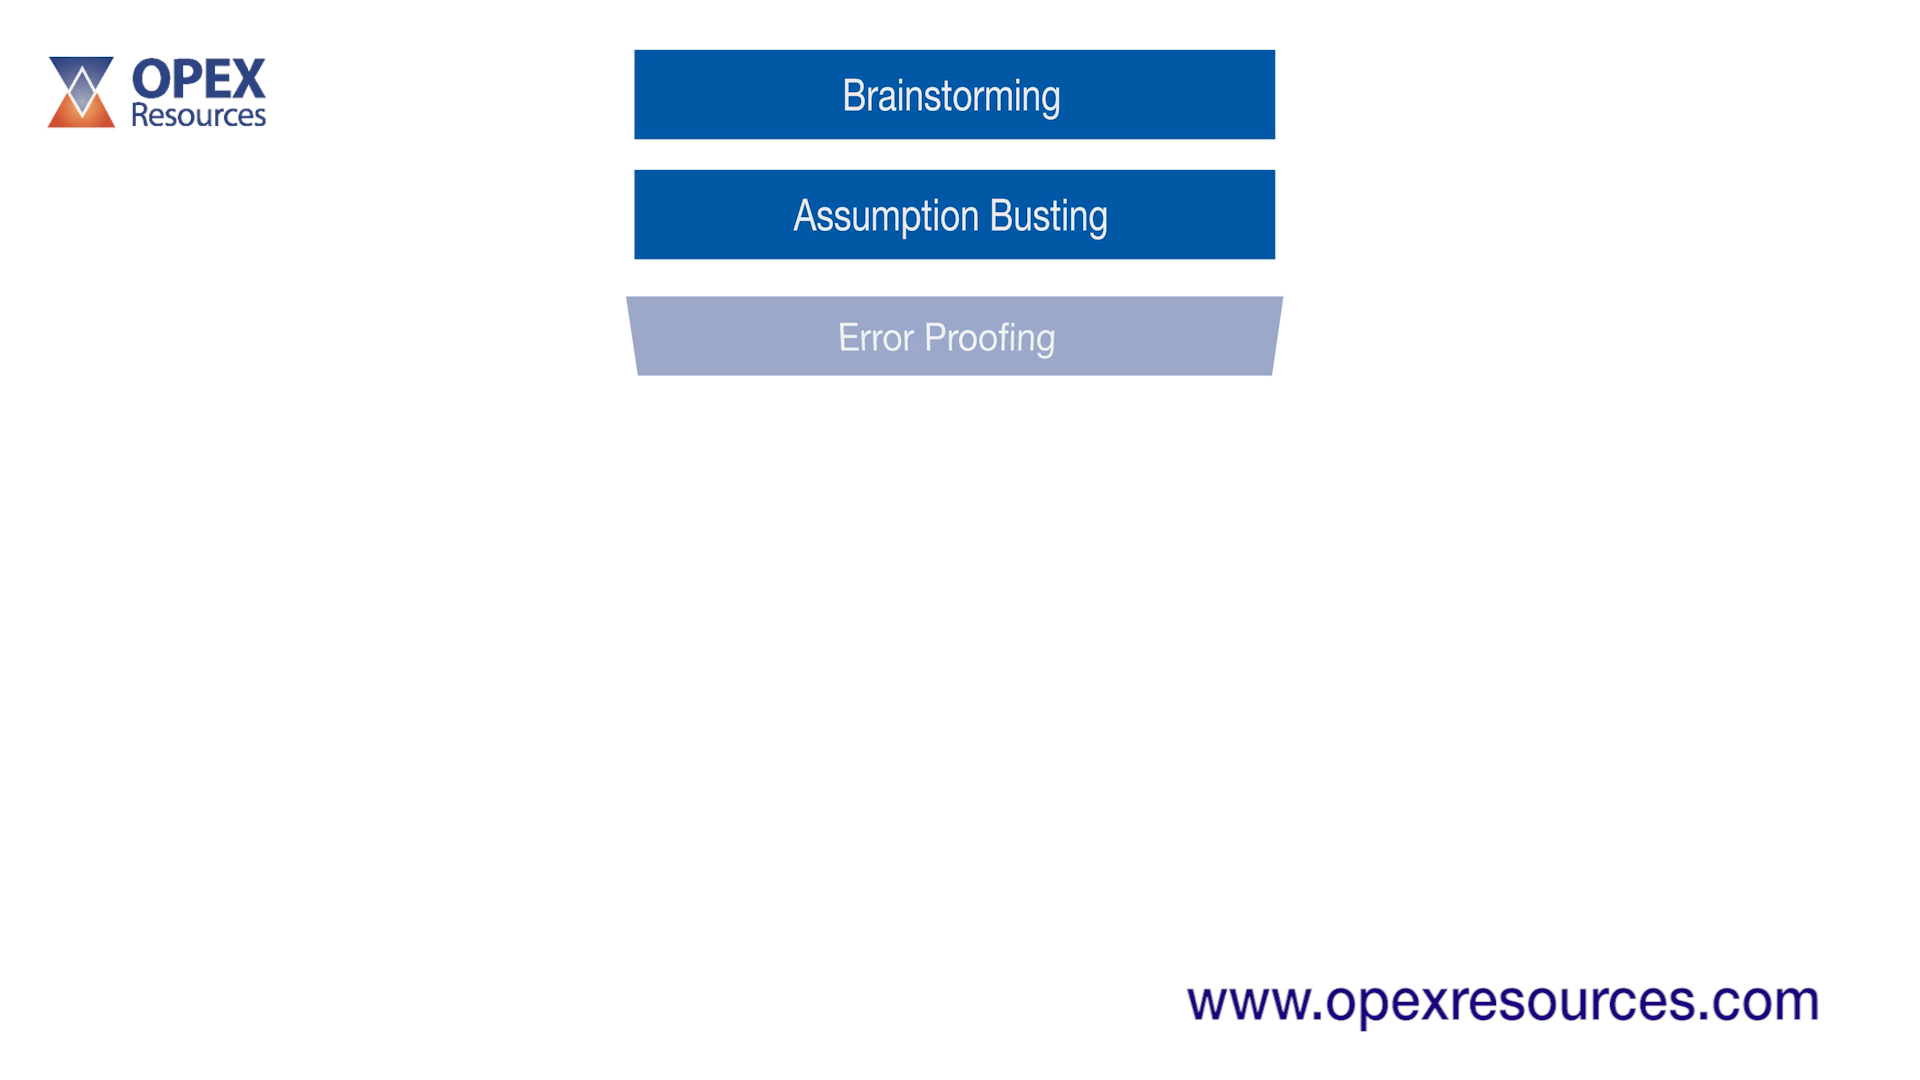 OPEX
Resources
Brainstorming
Assumption Busting
Error Proofing
www.opexresources.com